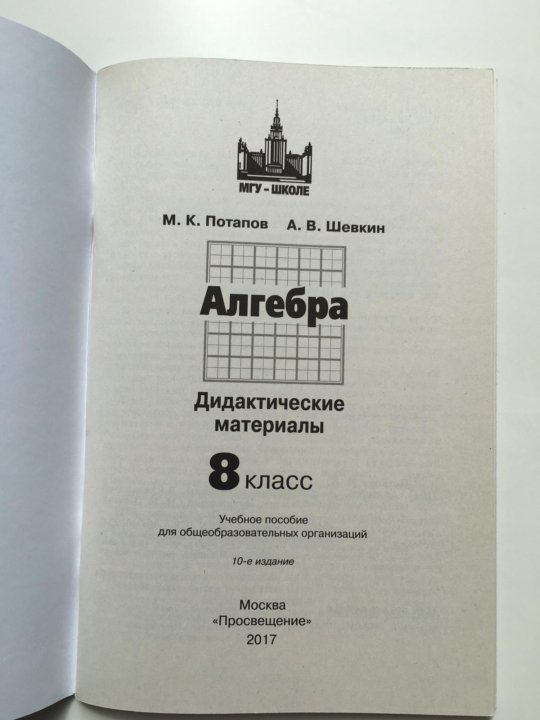 МГУ - ШКОЛЕ
М. К. Потапов А. В. Шевкин
Алгебра
Дидактические
материалы
8 класс
Учебное пособие
для общеобразовательных организаций
10-е издание
Москва
«Просвещение»
2017